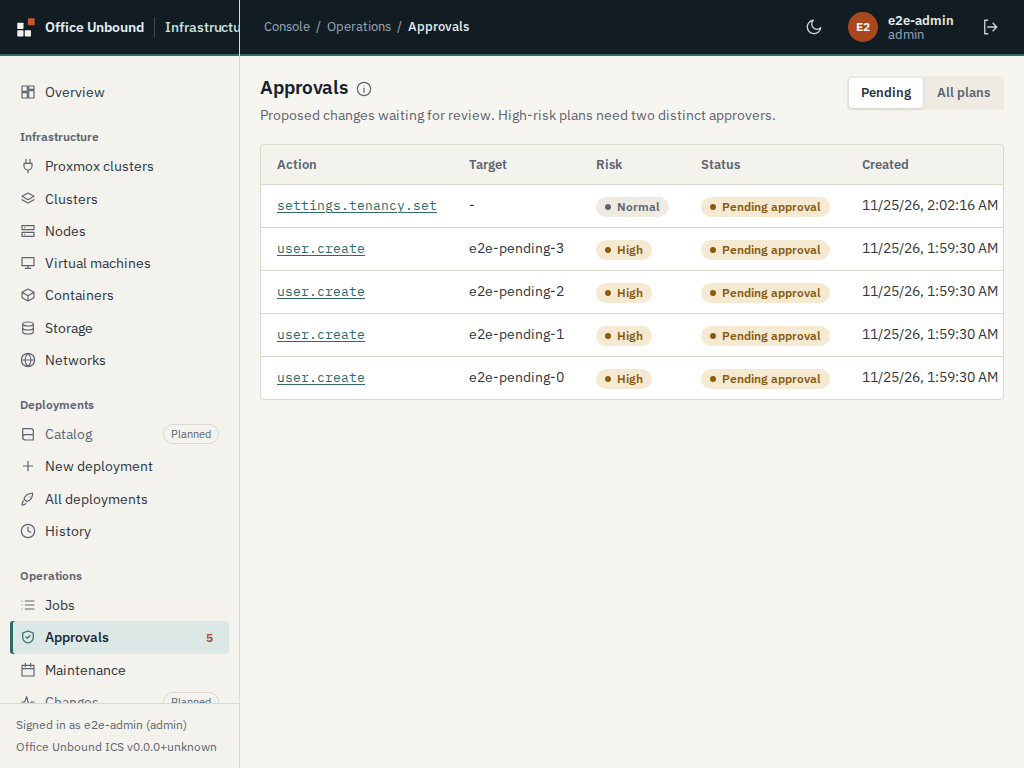 Office Unbound Infrastructu
Console / Operations / Approvals
E2
e2e-admin
admin
Overview
Infrastructure
Proxmox clusters
Clusters
Nodes
Virtual machines
Containers
Storage
Networks
Deployments
Catalog Planned
New deployment
All deployments
History
Operations
Jobs
Approvals 5
Maintenance
Changes Planned
Signed in as e2e-admin (admin)
Office Unbound ICS v0.0.0+unknown
Approvals
Proposed changes waiting for review. High-risk plans need two distinct approvers.
Pending All plans
Action Target Risk Status Created
settings.tenancy.set - Normal Pending approval 11/25/26, 2:02:16 AM
user.create e2e-pending-3 High Pending approval 11/25/26, 1:59:30 AM
user.create e2e-pending-2 High Pending approval 11/25/26, 1:59:30 AM
user.create e2e-pending-1 High Pending approval 11/25/26, 1:59:30 AM
user.create e2e-pending-0 High Pending approval 11/25/26, 1:59:30 AM